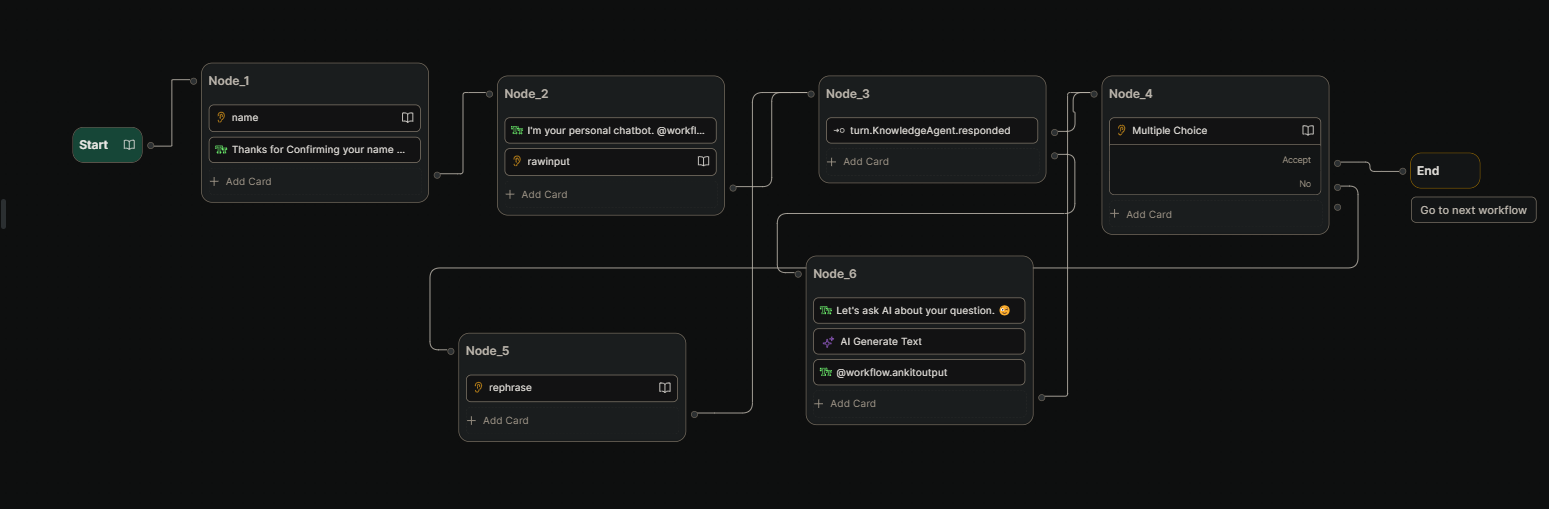 Start
Node_1
name
Thanks for Confirming your name ...
Add Card
Node_2
I'm your personal chatbot. @workfl...
rawinput
Add Card
Node_3
turn.KnowledgeAgent.responded
Add Card
Node_4
Multiple Choice
Accept
No
Add Card
End
Go to next workflow
Node_5
rephrase
Add Card
Node_6
Let's ask AI about your question. 😋
AI Generate Text
@workflow.ankitoutput
Add Card